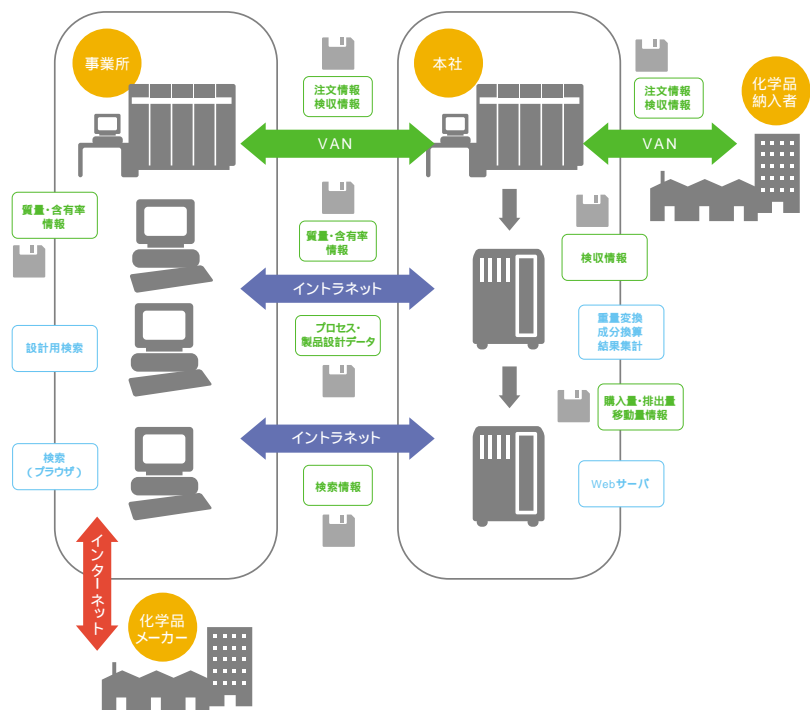 事業所
注文情報
検収情報
VAN
本社
注文情報
検収情報
VAN
化学品
納入者
質量・含有率
情報
質量・含有率
情報
イントラネット
検収情報
設計用検索
プロセス・
製品設計データ
重量変換
成分換算
結果集計
購入量・排出量
移動量情報
検索
(ブラウザ)
イントラネット
検索情報
Webサーバ
インターネット
化学品
メーカー